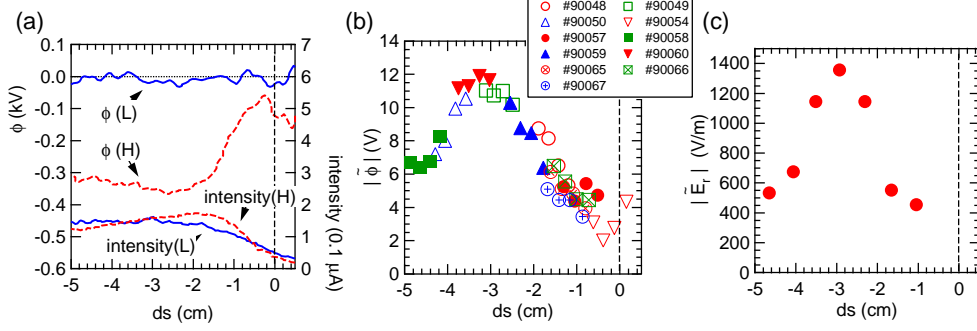 (a)
φ (kV)
0.1
0.0
-0.1
-0.2
-0.3
-0.4
-0.5
-0.6
φ (L)
φ (H)
intensity(H)
intensity(L)
7
6
5
4
3
2
1
0
intensity (0.1 μA)
-5 -4 -3 -2 -1 0
ds (cm)
(b)
| φ̃ | (V)
14
12
10
8
6
4
2
0
#90048 #90049
#90050 #90054
#90057 #90058
#90059 #90060
#90065 #90066
#90067
-5 -4 -3 -2 -1 0
ds (cm)
(c)
| Ẽr | (V/m)
1400
1200
1000
800
600
400
200
0
-5 -4 -3 -2 -1 0
ds (cm)